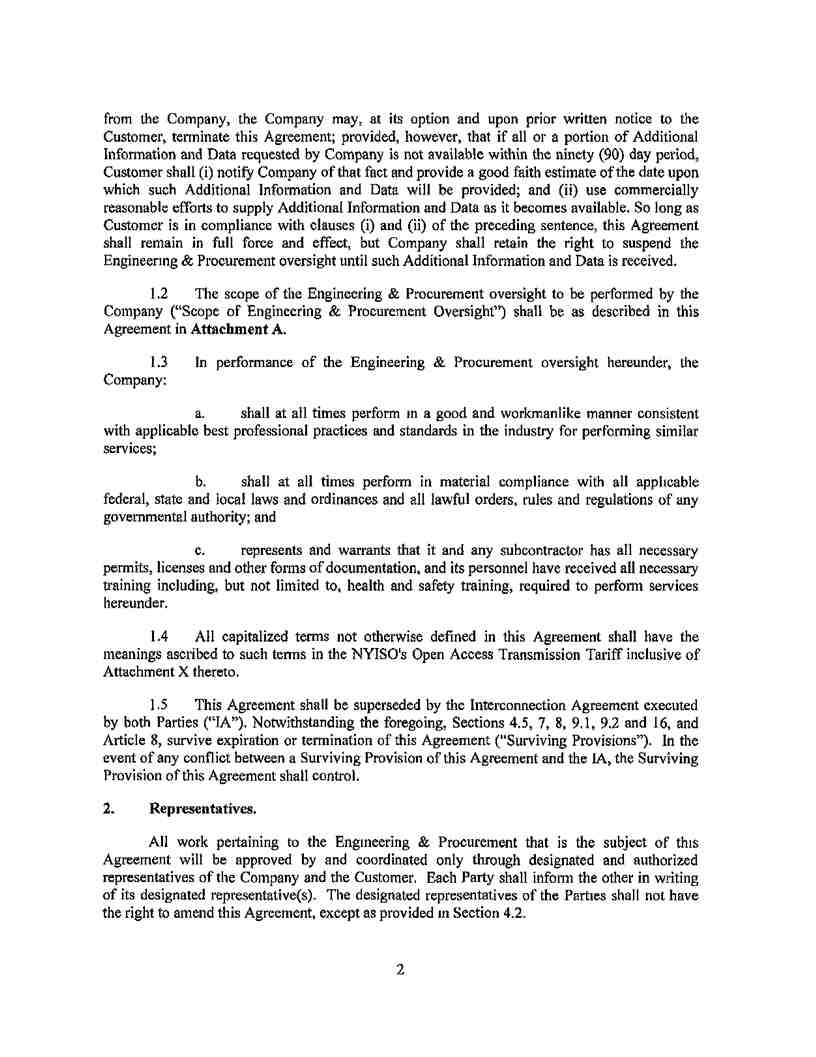 from the Company, the Company may, at its option and upon prior written notice to the
Customer, terminate this Agreement; provided, however, that if all or a portion of Additional
Information and Data requested by Company is not available within the ninety (90) day period,
Customer shall (i) notify Company of that fact and provide a good faith estimate of the date upon
which such Additional Information and Data will be provided; and (ii) use commercially
reasonable efforts to supply Additional Information and Data as it becomes available. So long as
Customer is in compliance with clauses (i) and (ii) of the preceding sentence, this Agreement
shall remain in full force and effect, but Company shall retain the right to suspend the
Engineering & Procurement oversight until such Additional Information and Data is received.
1.2 The scope of the Engineering & Procurement oversight to be performed by the
Company ("Scope of Engineering & Procurement Oversight") shall be as described in this
Agreement in Attachment A.
1.3 In performance of the Engineering & Procurement oversight hereunder, the
Company:
a. shall at all times perform in a good and workmanlike manner consistent
with applicable best professional practices and standards in the industry for performing similar
services;
b. shall at all times perform in material compliance with all applicable
federal, state and local laws and ordinances and all lawful orders, rules and regulations of any
governmental authority; and
c. represents and warrants that it and any subcontractor has all necessary
permits, licenses and other forms of documentation, and its personnel have received all necessary
training including, but not limited to, health and safety training, required to perform services
hereunder.
1.4 All capitalized terms not otherwise defined in this Agreement shall have the
meanings ascribed to such terms in the NYISO's Open Access Transmission Tariff inclusive of
Attachment X thereto.
1.5 This Agreement shall be superseded by the Interconnection Agreement executed
by both Parties ("IA"). Notwithstanding the foregoing, Sections 4.5, 7, 8, 9.1, 9.2 and 16, and
Article 8, survive expiration or termination of this Agreement ("Surviving Provisions"). In the
event of any conflict between a Surviving Provision of this Agreement and the IA, the Surviving
Provision of this Agreement shall control.
2. Representatives.
All work pertaining to the Engineering & Procurement that is the subject of this
Agreement will be approved by and coordinated only through designated and authorized
representatives of the Company and the Customer. Each Party shall inform the other in writing
of its designated representative(s). The designated representatives of the Parties shall not have
the right to amend this Agreement, except as provided in Section 4.2.
2